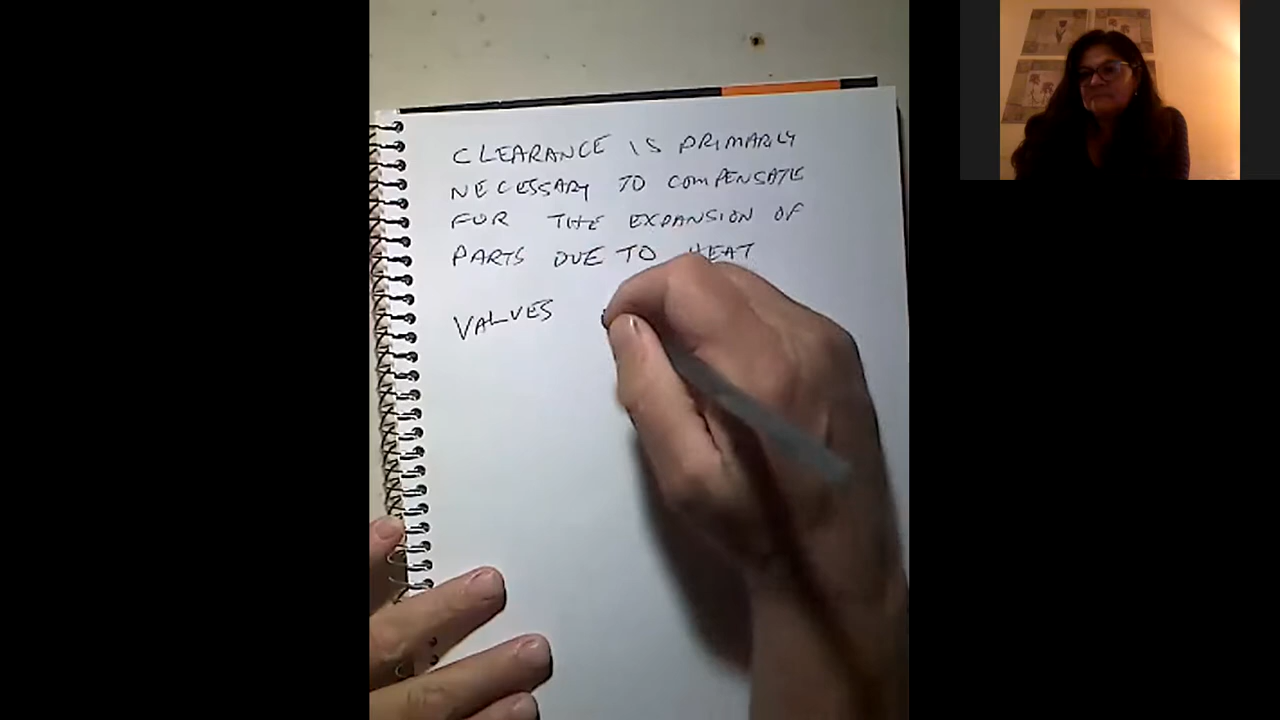 CLEARANCE IS PRIMARILY
NECESSARY TO COMPENSATE
FOR THE EXPANSION OF
PARTS DUE TO HEAT
VALVES